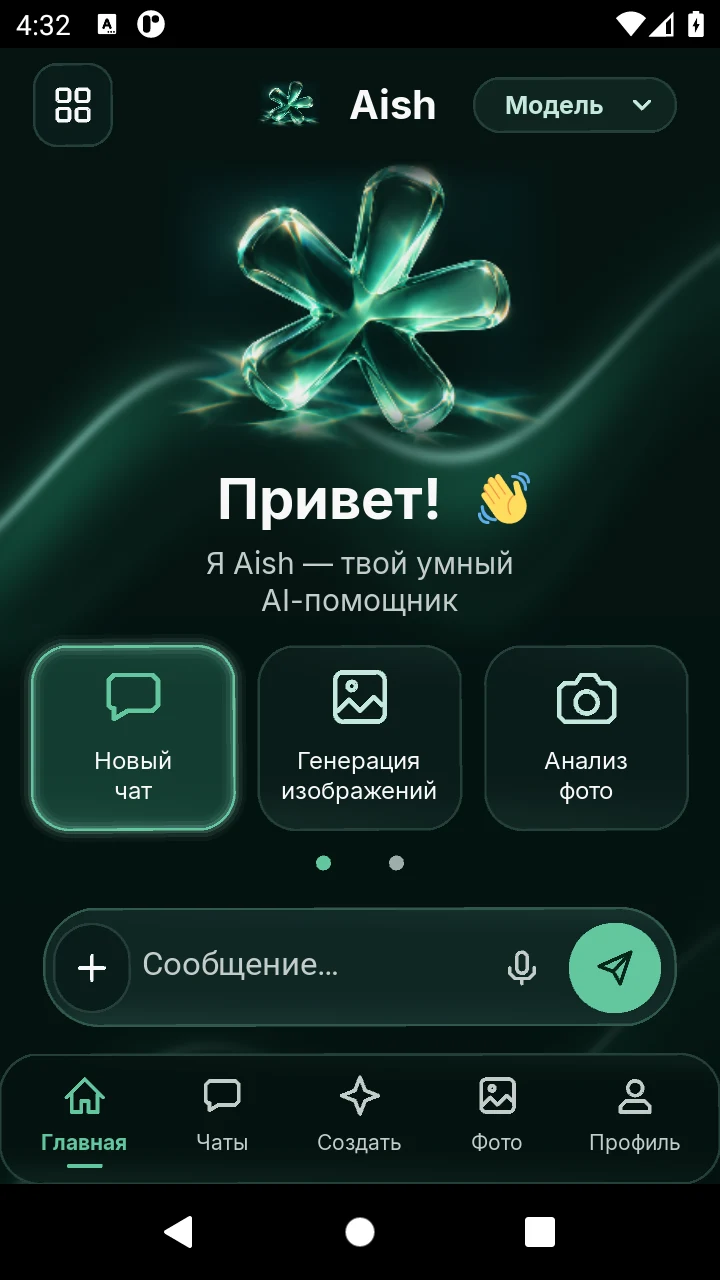 4:32
Aish
Модель
Привет! 👋
Я Aish — твой умный
AI-помощник
Новый
чат
Генерация
изображений
Анализ
фото
Сообщение…
Главная
Чаты
Создать
Фото
Профиль